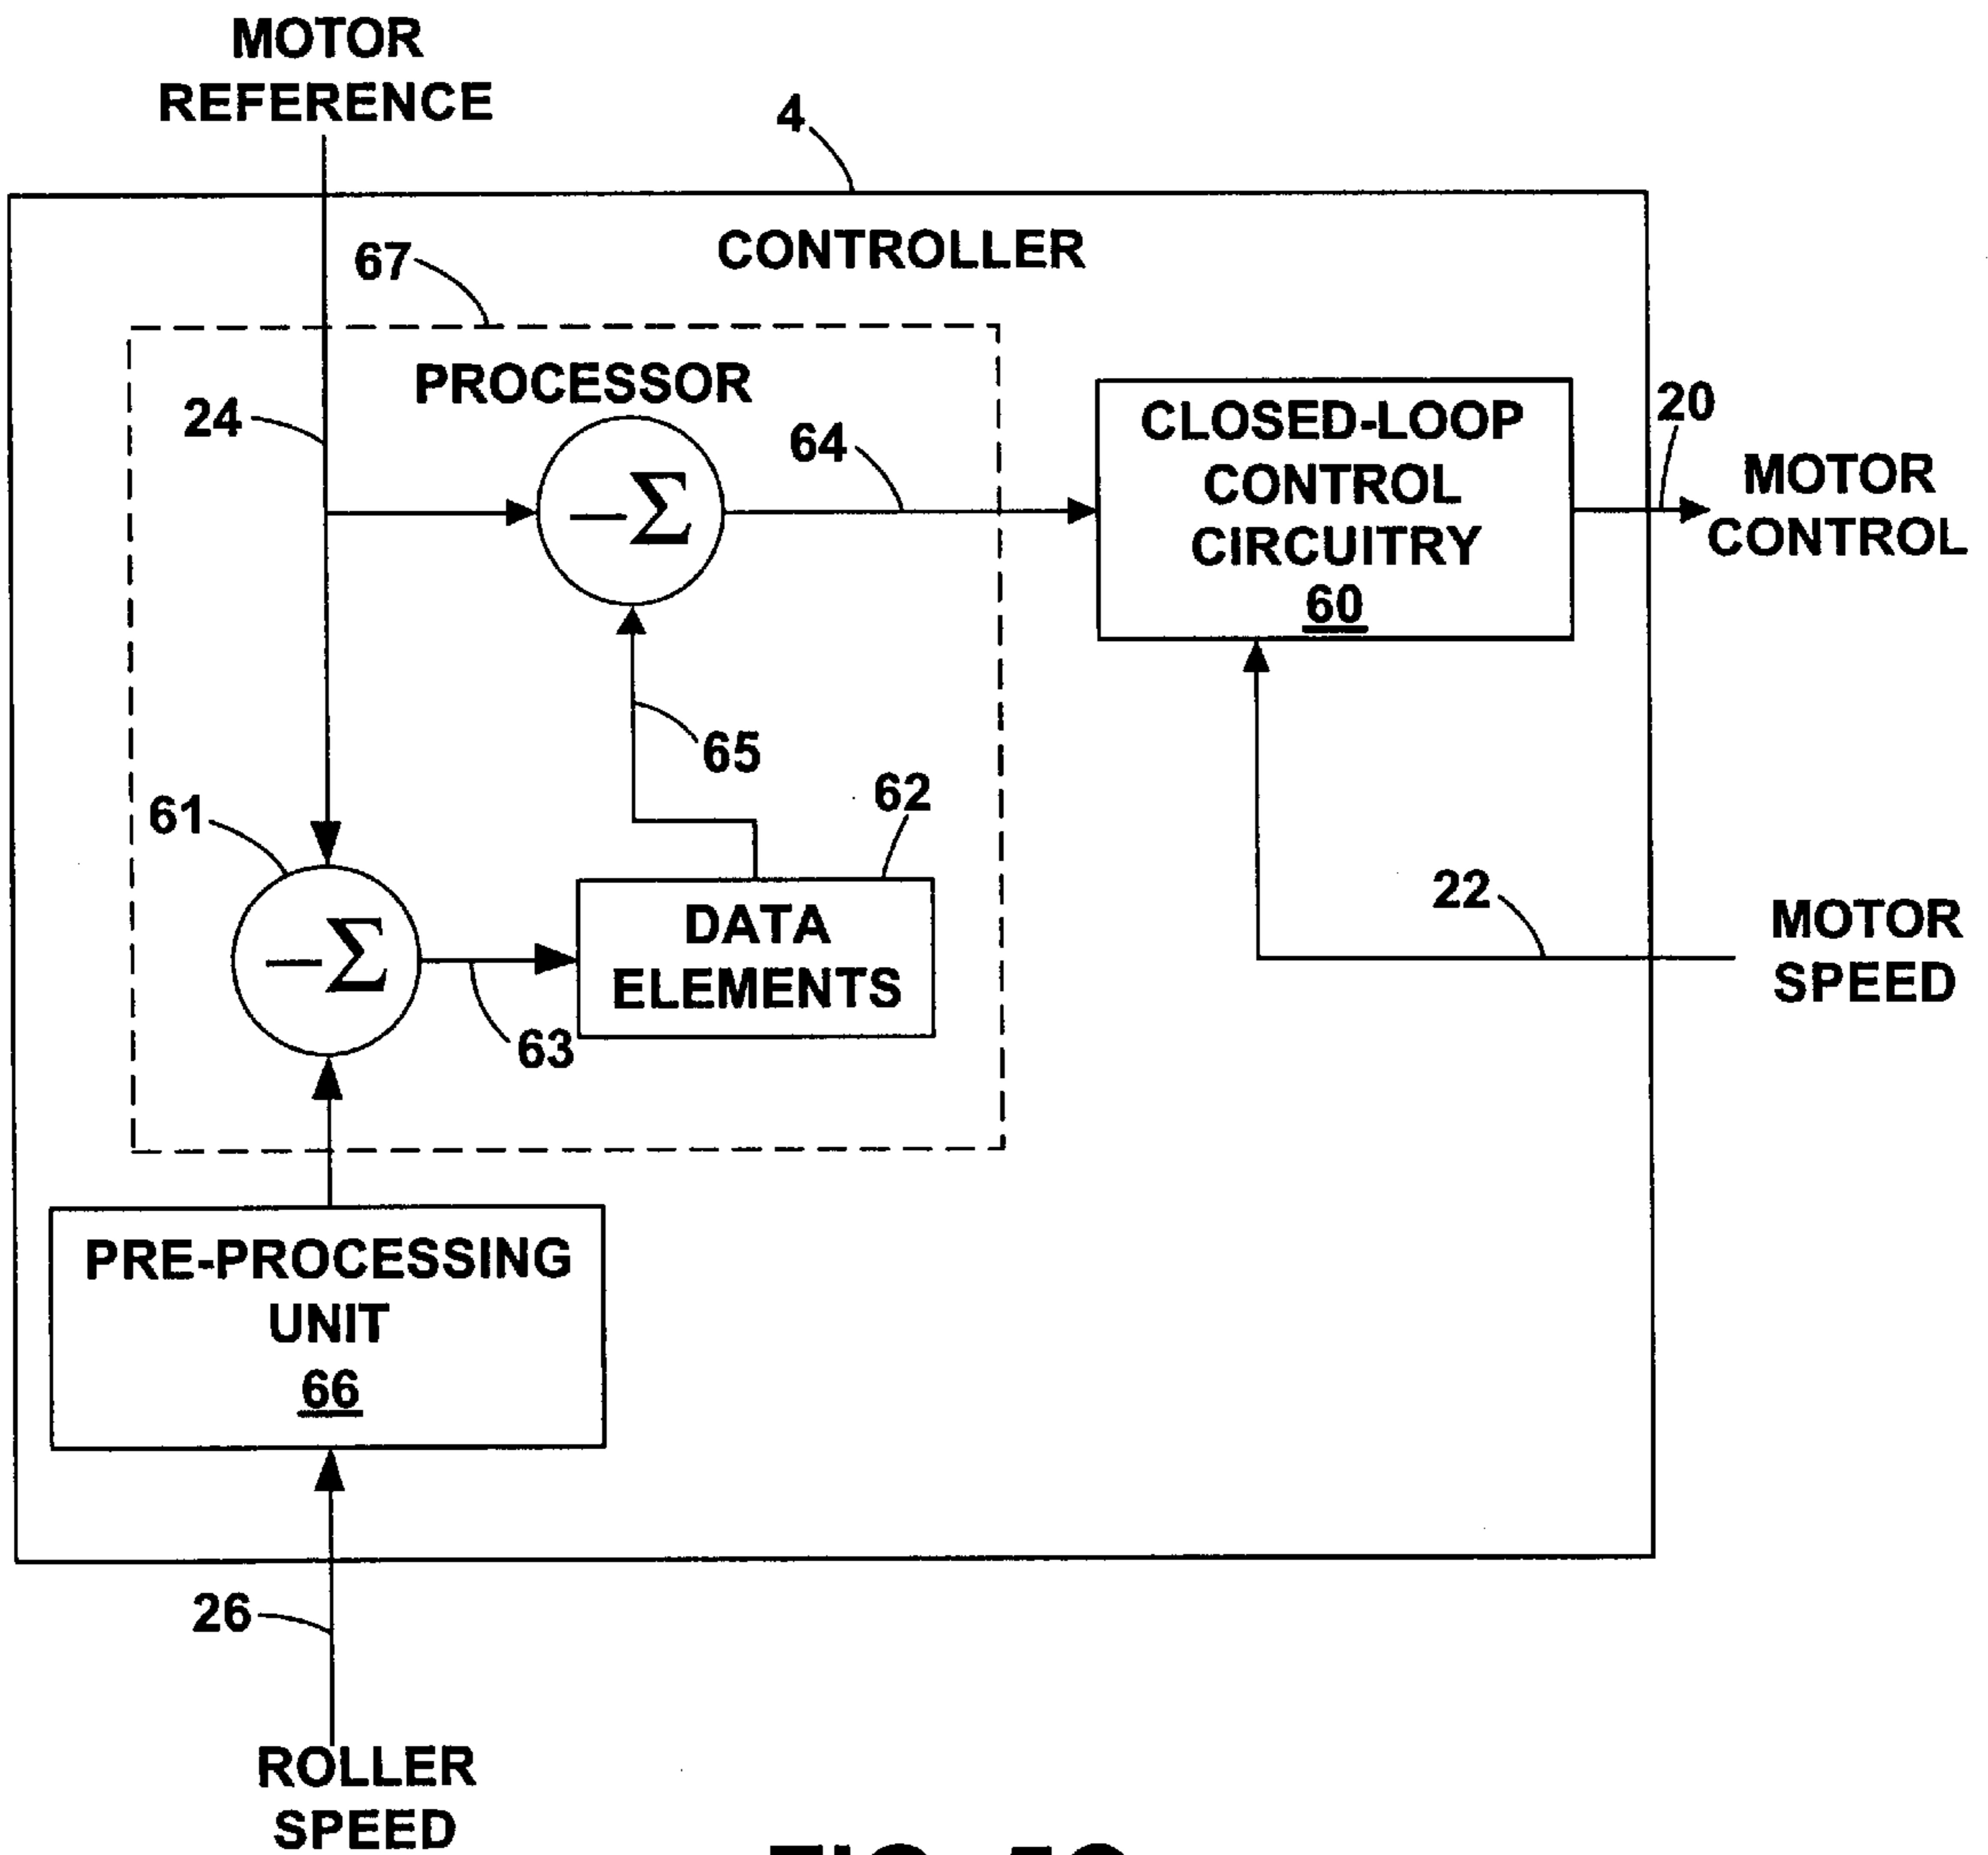 MOTOR
REFERENCE
4
CONTROLLER
67
PROCESSOR
24
64
–Σ
CLOSED-LOOP
CONTROL
CIRCUITRY
60
20
MOTOR
CONTROL
65
61
62
–Σ
63
DATA
ELEMENTS
22
MOTOR
SPEED
PRE-PROCESSING
UNIT
66
26
ROLLER
SPEED